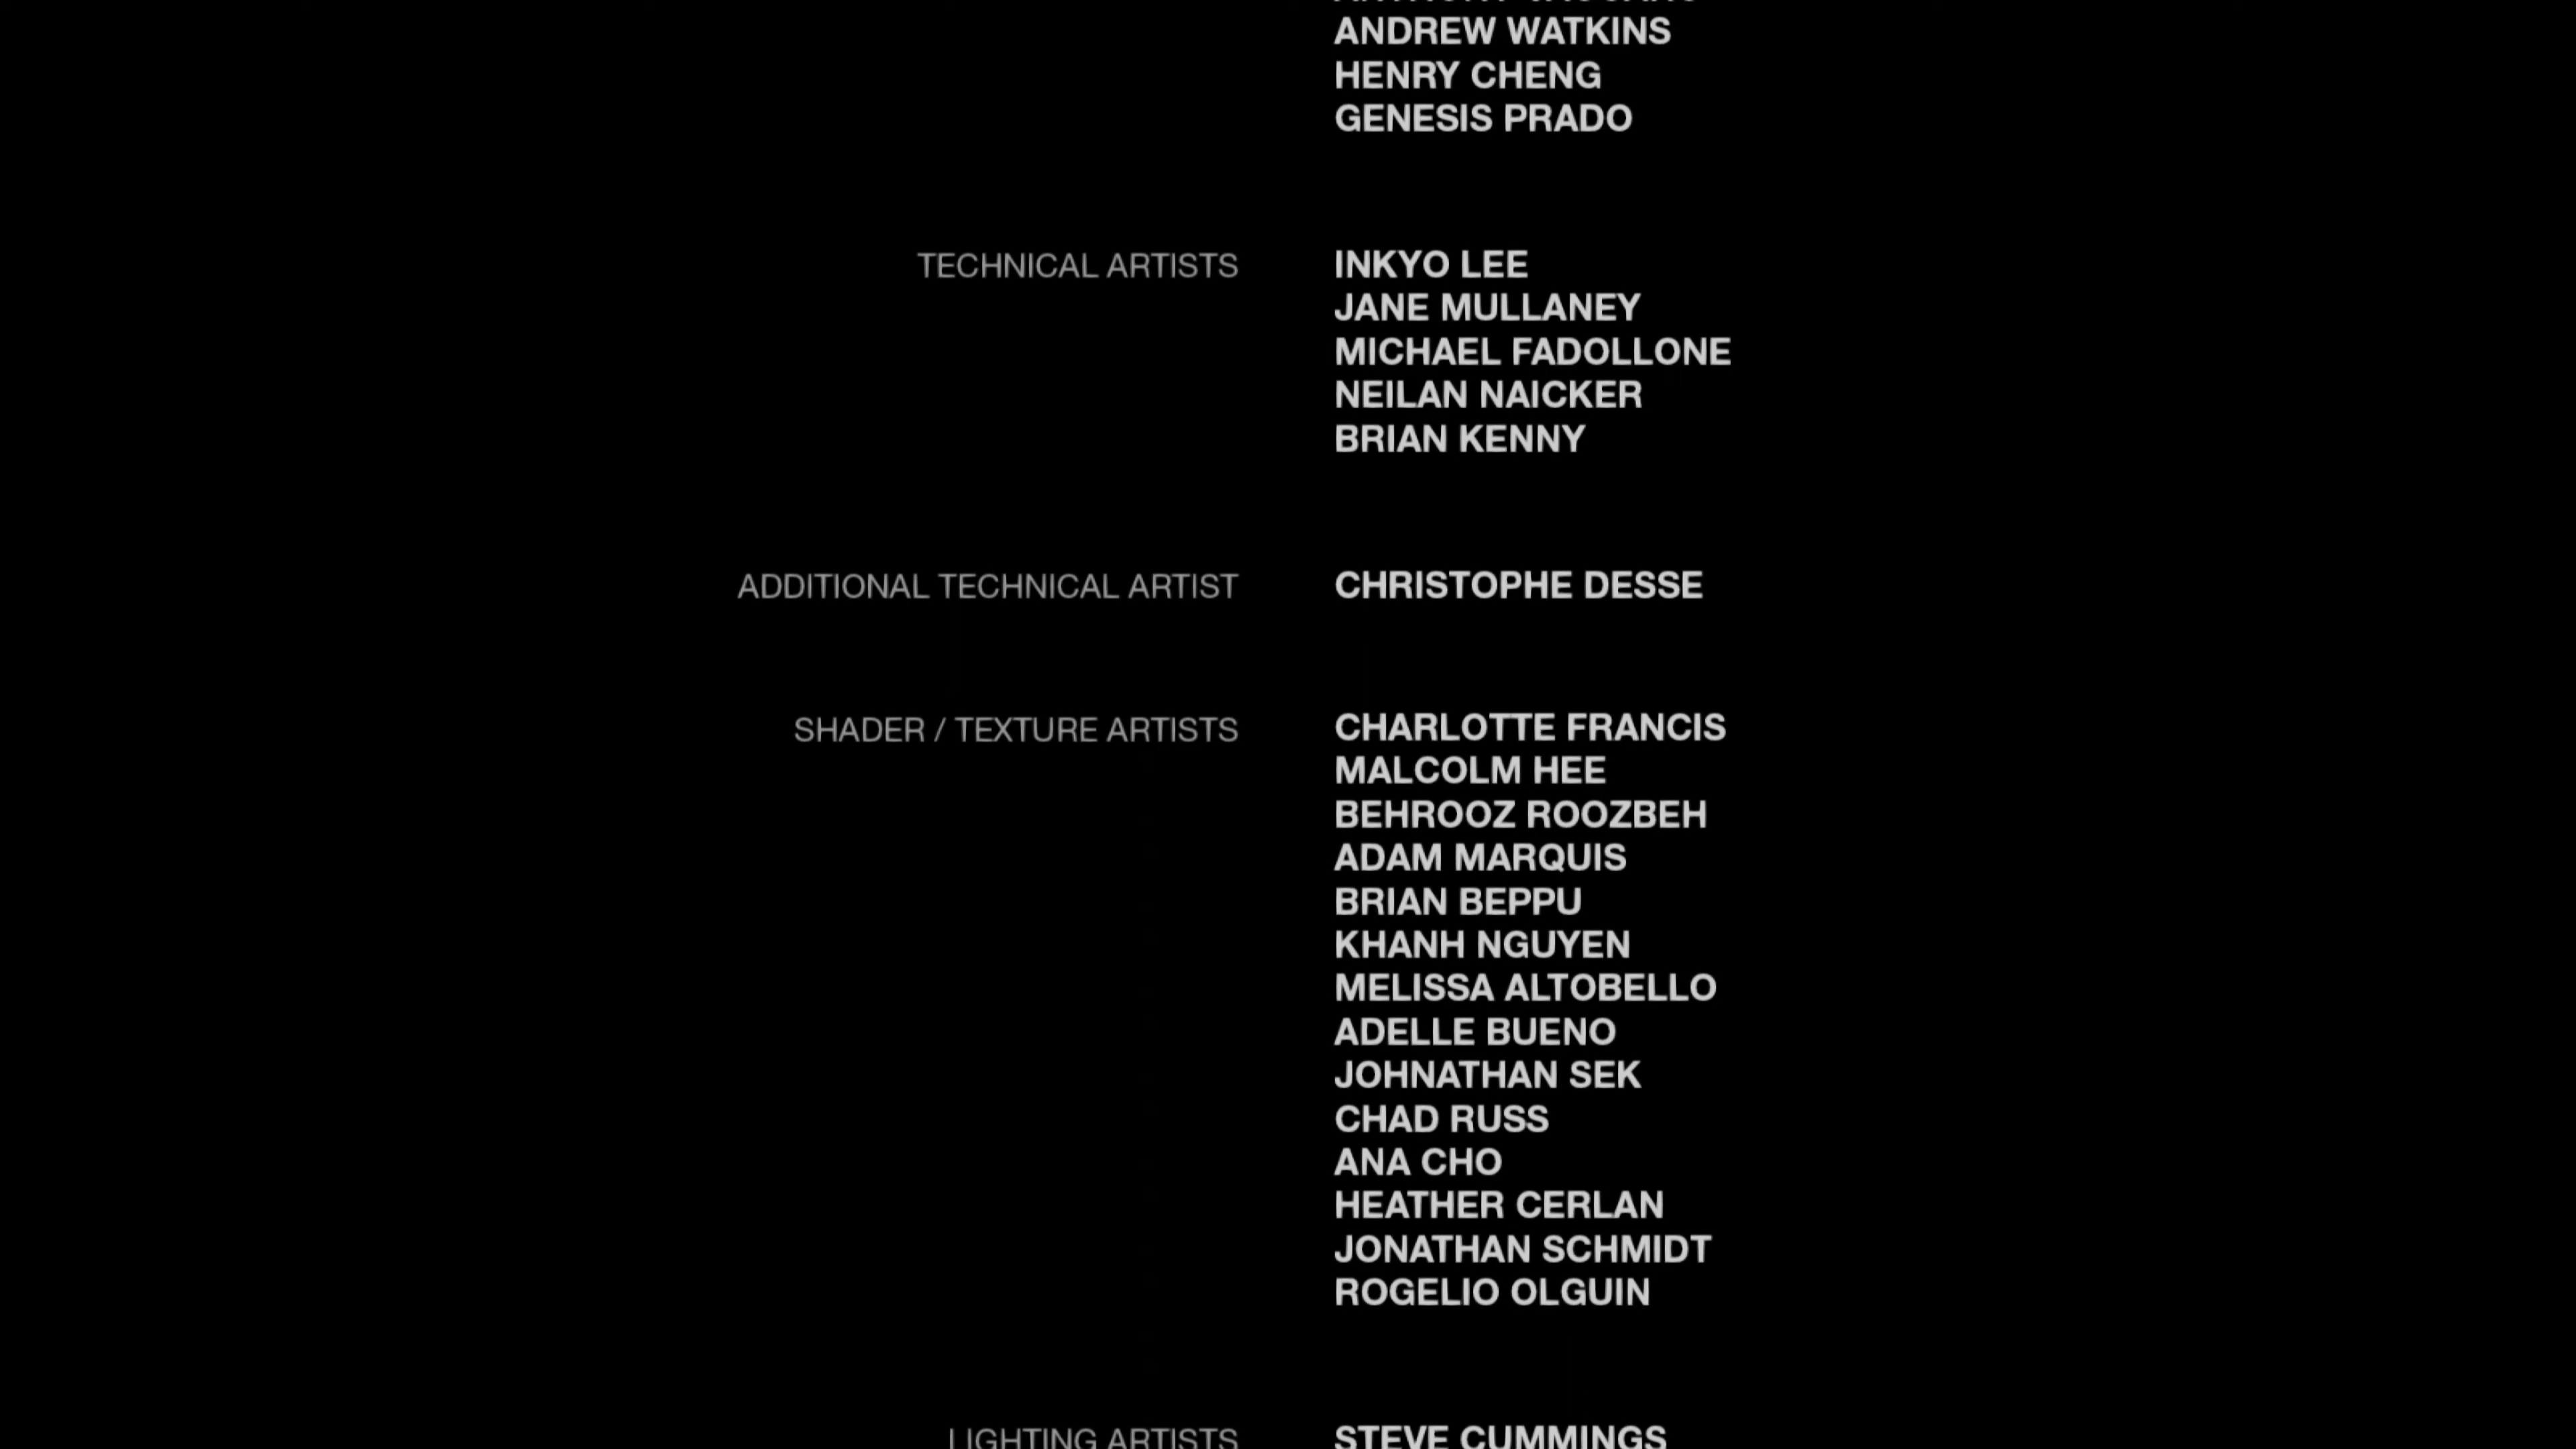 ANDREW WATKINS
HENRY CHENG
GENESIS PRADO
TECHNICAL ARTISTS INKYO LEE
JANE MULLANEY
MICHAEL FADOLLONE
NEILAN NAICKER
BRIAN KENNY
ADDITIONAL TECHNICAL ARTIST CHRISTOPHE DESSE
SHADER / TEXTURE ARTISTS CHARLOTTE FRANCIS
MALCOLM HEE
BEHROOZ ROOZBEH
ADAM MARQUIS
BRIAN BEPPU
KHANH NGUYEN
MELISSA ALTOBELLO
ADELLE BUENO
JOHNATHAN SEK
CHAD RUSS
ANA CHO
HEATHER CERLAN
JONATHAN SCHMIDT
ROGELIO OLGUIN
LIGHTING ARTISTS STEVE CUMMINGS